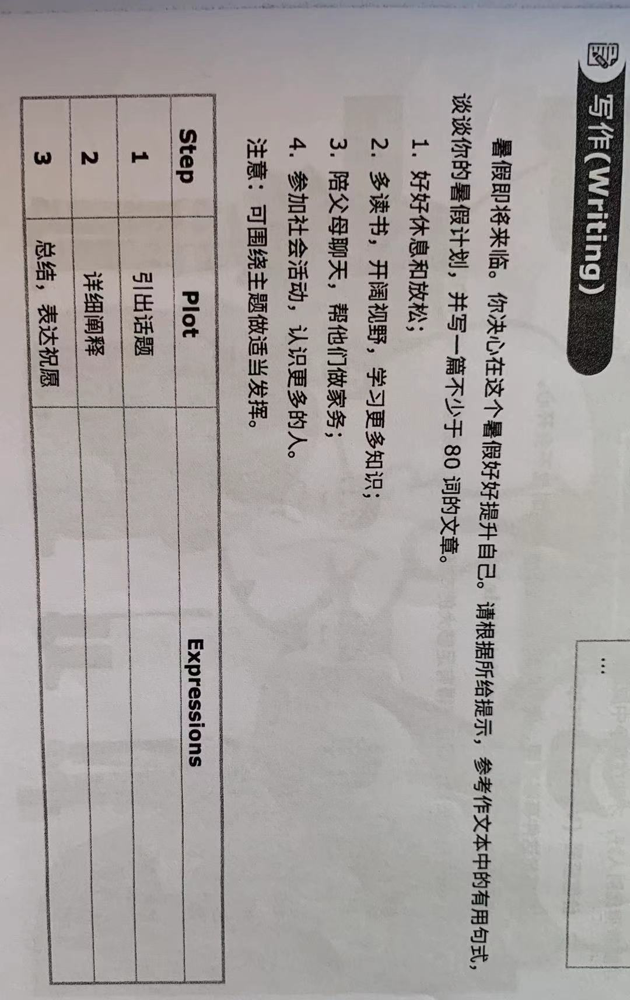 写作(Writing)
...
暑假即将来临。你决心在这个暑假好好提升自己。请根据所给提示，参考作文本中的有用句式，
谈谈你的暑假计划，并写一篇不少于 80 词的文章。
1. 好好休息和放松；
2. 多读书，开阔视野，学习更多知识；
3. 陪父母聊天，帮他们做家务；
4. 参加社会活动，认识更多的人。
注意：可围绕主题做适当发挥。
Step Plot Expressions
1 引出话题
2 详细阐释
3 总结，表达祝愿